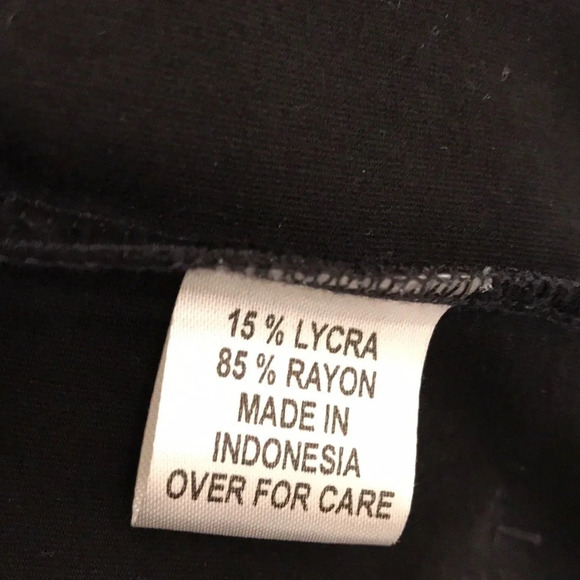 15 % LYCRA
85 % RAYON
MADE IN
INDONESIA
OVER FOR CARE